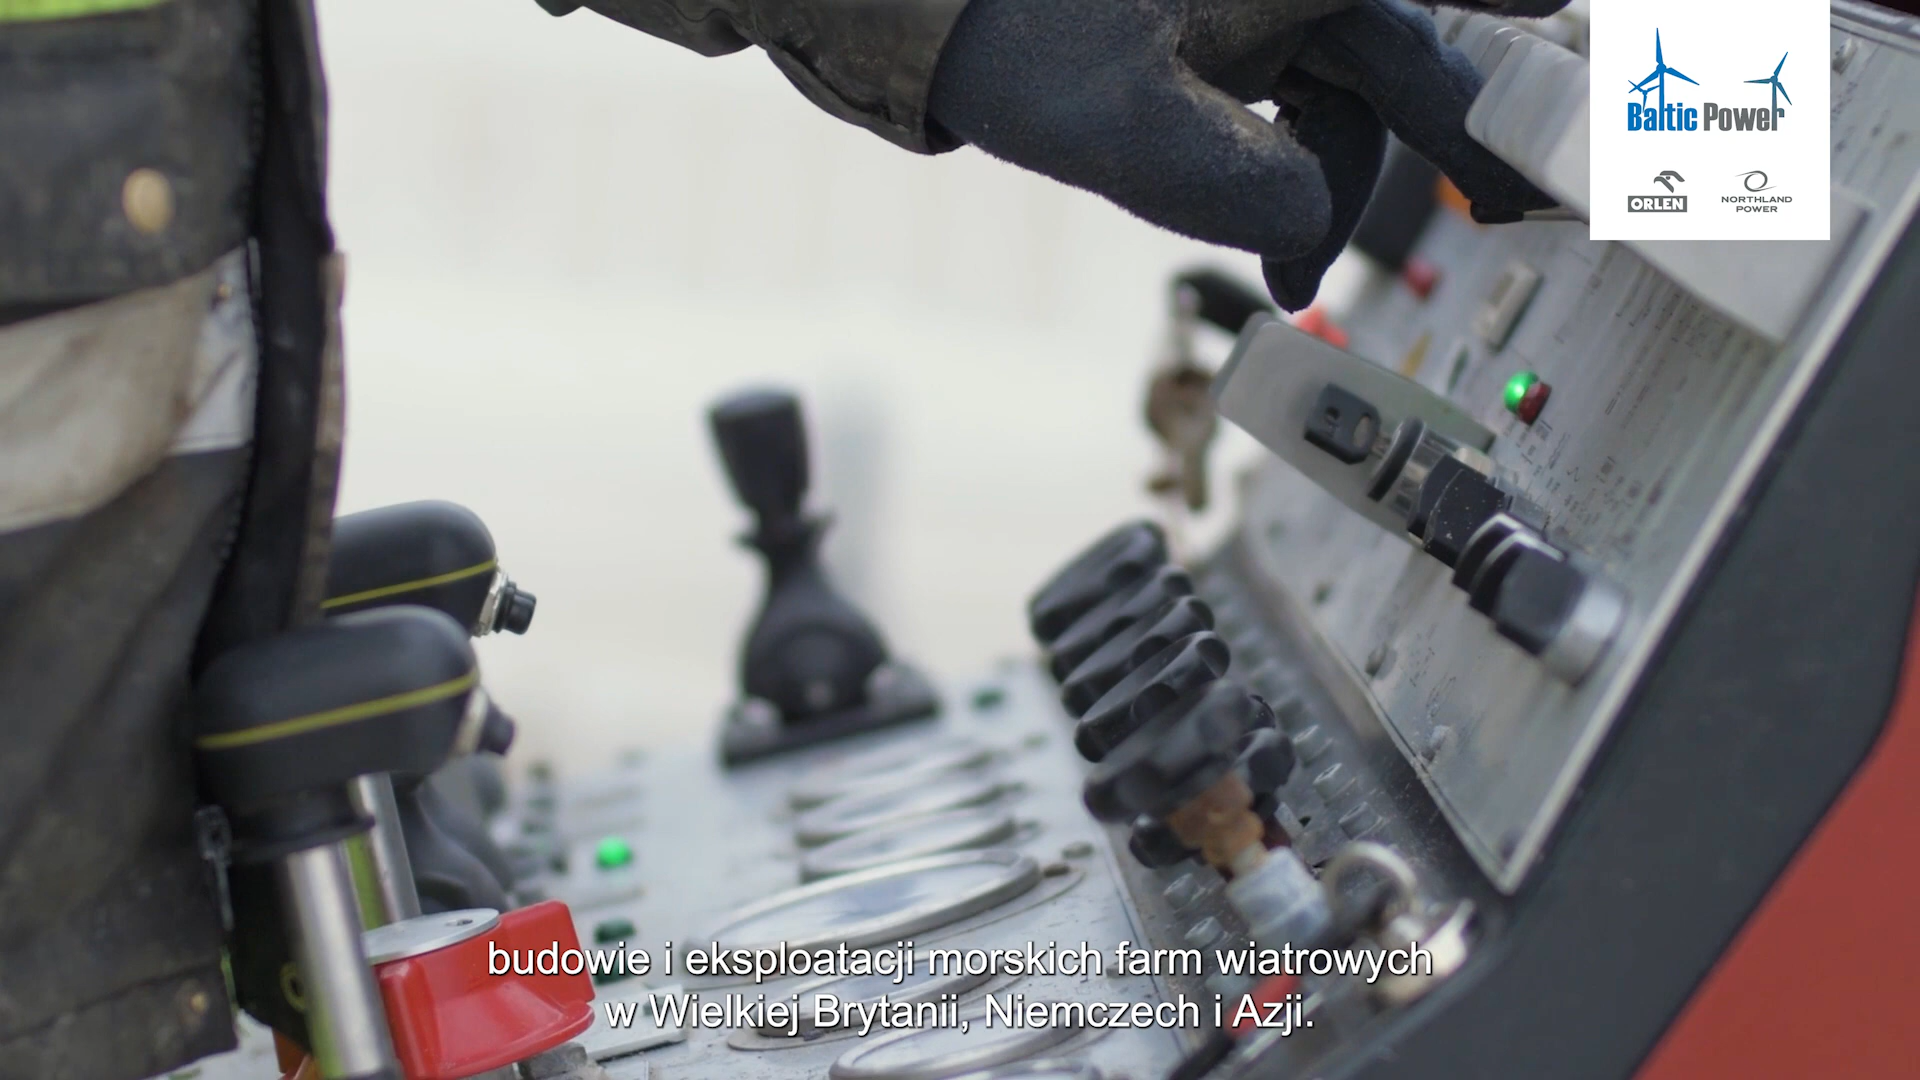 Baltic Power
ORLEN
NORTHLAND
POWER
budowie i eksploatacji morskich farm wiatrowych
w Wielkiej Brytanii, Niemczech i Azji.